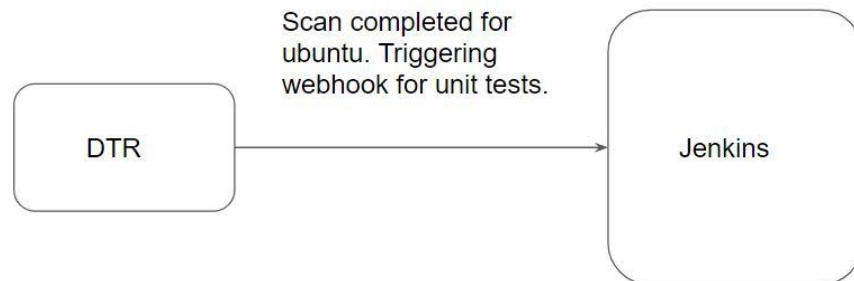 Scan completed for
ubuntu. Triggering
webhook for unit tests.
DTR
Jenkins